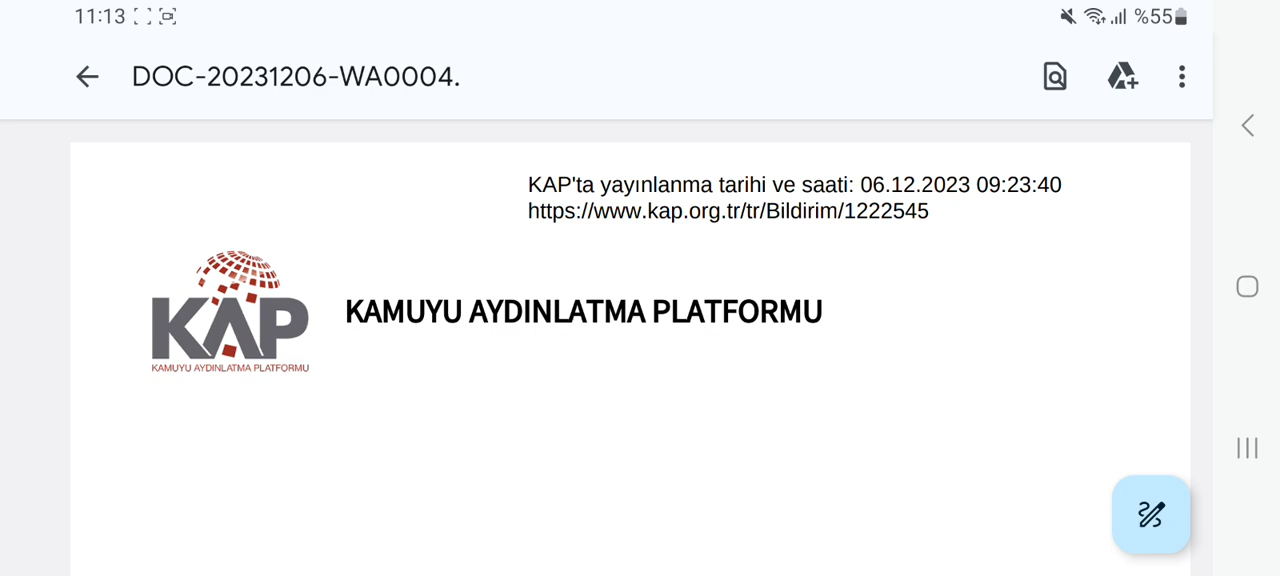 11:13
%55
DOC-20231206-WA0004.
KAP'ta yayınlanma tarihi ve saati: 06.12.2023 09:23:40
https://www.kap.org.tr/tr/Bildirim/1222545
KAP
KAMUYU AYDINLATMA PLATFORMU
KAMUYU AYDINLATMA PLATFORMU